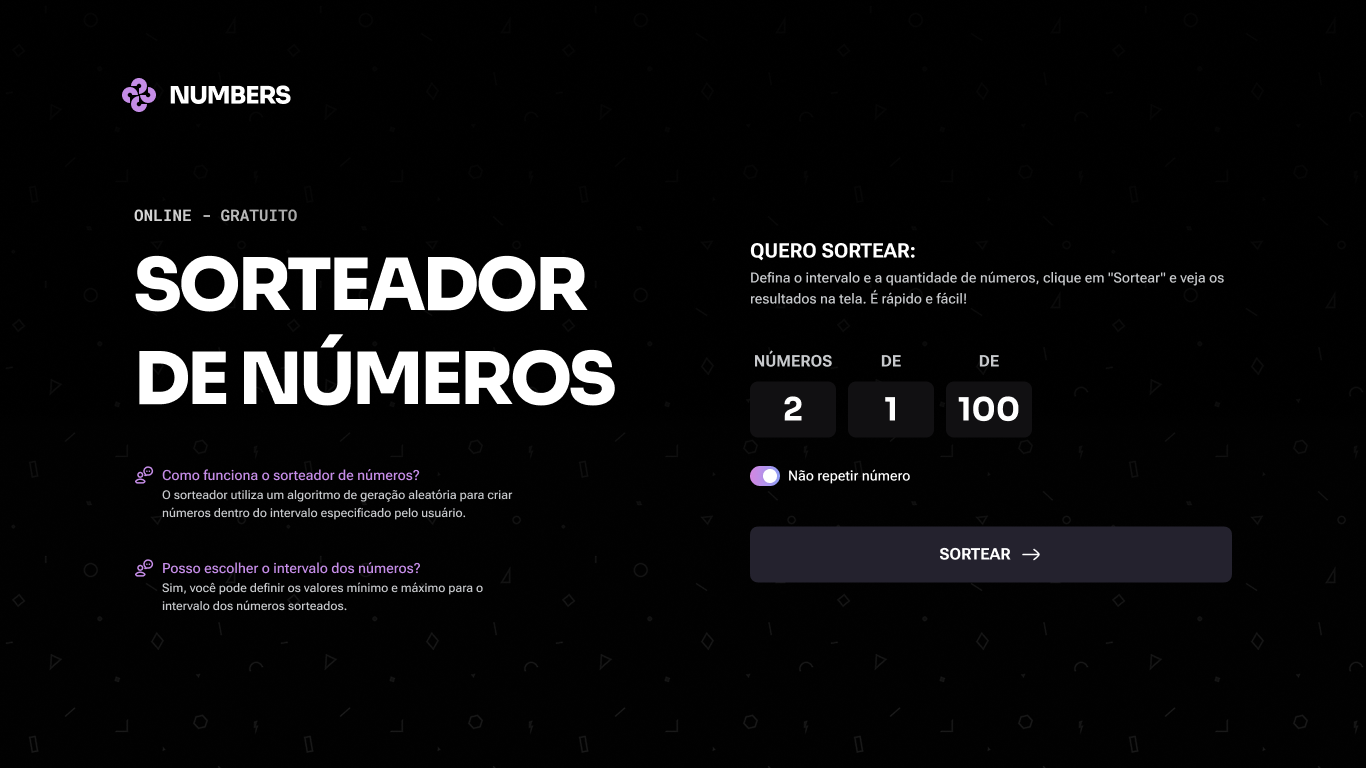 NUMBERS
ONLINE - GRATUITO
SORTEADOR
DE NÚMEROS
Como funciona o sorteador de números?
O sorteador utiliza um algoritmo de geração aleatória para criar
números dentro do intervalo especificado pelo usuário.
Posso escolher o intervalo dos números?
Sim, você pode definir os valores mínimo e máximo para o
intervalo dos números sorteados.
QUERO SORTEAR:
Defina o intervalo e a quantidade de números, clique em "Sortear" e veja os
resultados na tela. É rápido e fácil!
NÚMEROS DE DE
2 1 100
Não repetir número
SORTEAR